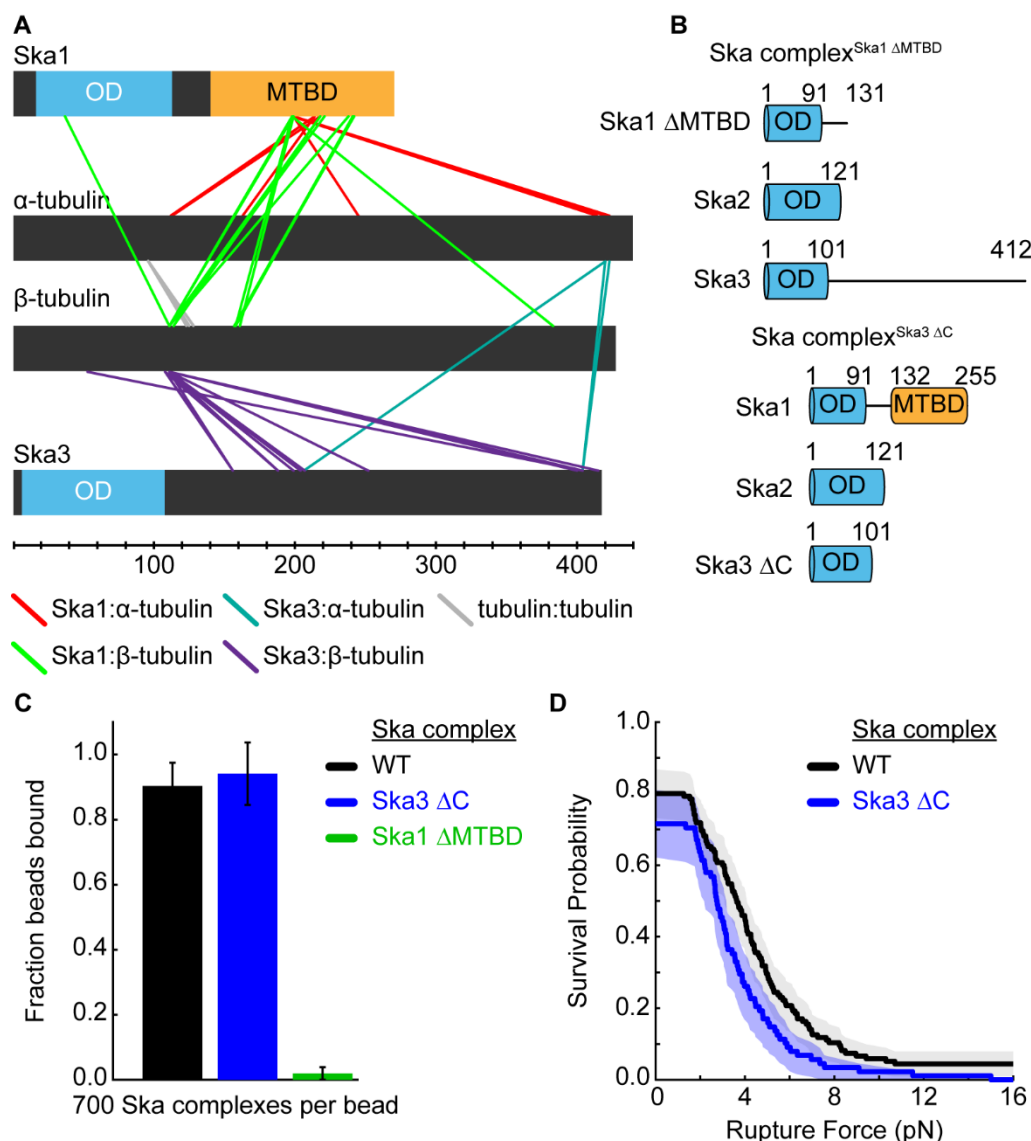 A
Ska1
OD
MTBD
α-tubulin
β-tubulin
Ska3
OD
100 200 300 400
Ska1:α-tubulin Ska3:α-tubulin tubulin:tubulin
Ska1:β-tubulin Ska3:β-tubulin
B
Ska complex^Ska1 ΔMTBD
1 91 131
Ska1 ΔMTBD OD
1 121
Ska2 OD
1 101 412
Ska3 OD
Ska complex^Ska3 ΔC
1 91 132 255
Ska1 OD MTBD
1 121
Ska2 OD
1 101
Ska3 ΔC OD
C
Fraction beads bound
1.0
0.8
0.6
0.4
0.2
0.0
700 Ska complexes per bead
Ska complex
WT
Ska3 ΔC
Ska1 ΔMTBD
D
Survival Probability
1.0
0.8
0.6
0.4
0.2
0.0
0 4 8 12 16
Rupture Force (pN)
Ska complex
WT
Ska3 ΔC